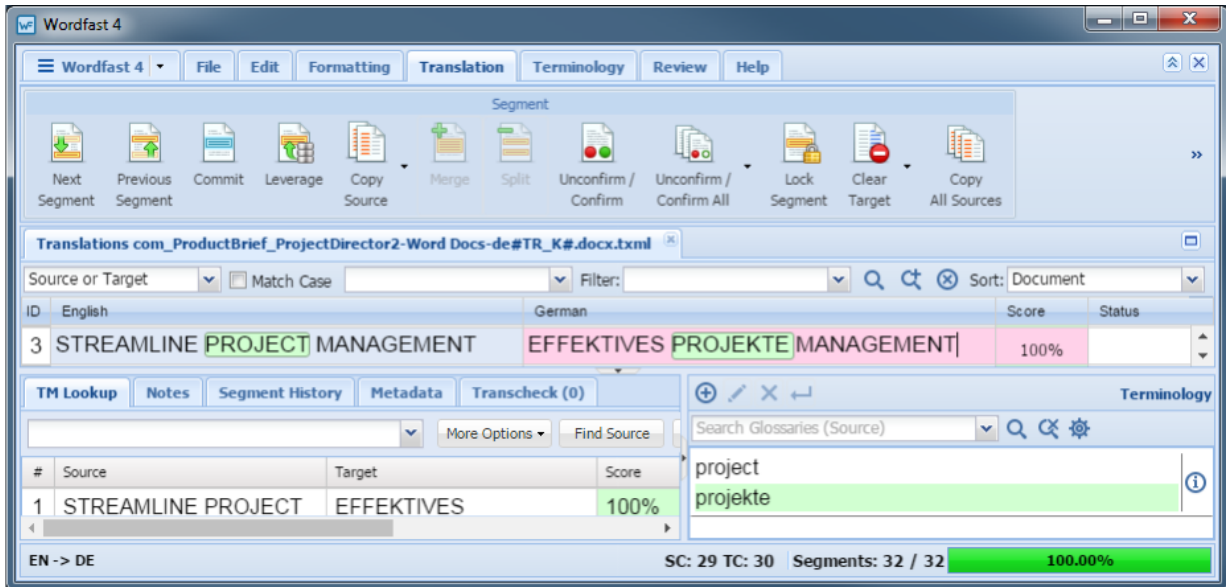 WF Wordfast 4
Wordfast 4 File Edit Formatting Translation Terminology Review Help
Segment
Next Segment Previous Segment Commit Leverage Copy Source Merge Split Unconfirm / Confirm Unconfirm / Confirm All Lock Segment Clear Target Copy All Sources »
Translations com_ProductBrief_ProjectDirector2-Word Docs-de#TR_K#.docx.txml
Source or Target Match Case Filter: Sort: Document
ID English German Score Status
3 STREAMLINE PROJECT MANAGEMENT EFFEKTIVES PROJEKTE MANAGEMENT 100%
TM Lookup Notes Segment History Metadata Transcheck (0) Terminology
More Options Find Source Search Glossaries (Source)
# Source Target Score
1 STREAMLINE PROJECT EFFEKTIVES 100%
project
projekte
EN -> DE SC: 29 TC: 30 Segments: 32 / 32 100.00%